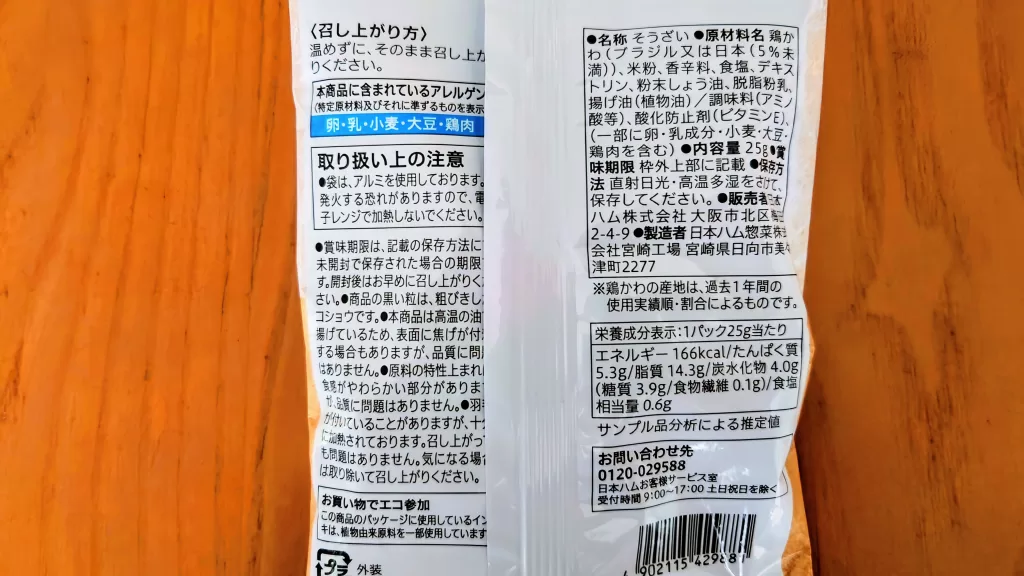 〈召し上がり方〉
温めずに、そのまま召し上が
りください。
本商品に含まれているアレルゲン
(特定原材料及びそれに準ずるものを表示
卵・乳・小麦・大豆・鶏肉
取り扱い上の注意
●袋は、アルミを使用しております。
発火する恐れがありますので、電
子レンジで加熱しないでください。
●賞味期限は、記載の保存方法に
未開封で保存された場合の期限
す。開封後はお早めに召し上がりく
さい。●商品の黒い粒は、粗びきし
コショウです。●本商品は高温の油
揚げているため、表面に焦げが付
する場合もありますが、品質に問
はありません。●原料の特性上まれ
食感がやわらかい部分がありま
が、品質に問題はありません。●羽
が付いていることがありますが、十
に加熱されております。召し上がっ
も問題はありません。気になる場合
は取り除いて召し上がりください。
お買い物でエコ参加
この商品のパッケージに使用しているイン
キは、植物由来原料を一部使用しています
プラ 外装
●名称 そうざい ●原材料名 鶏か
わ(ブラジル又は日本(5%未
満))、米粉、香辛料、食塩、デキス
トリン、粉末しょう油、脱脂粉乳、
揚げ油(植物油)/調味料(アミノ
酸等)、酸化防止剤(ビタミンE)、
(一部に卵・乳成分・小麦・大豆・
鶏肉を含む) ●内容量 25g ●賞
味期限 枠外上部に記載 ●保存方
法 直射日光・高温多湿をさけて、
保存してください。●販売者 日本
ハム株式会社 大阪市北区梅田
2-4-9 ●製造者 日本ハム惣菜株式
会社宮崎工場 宮崎県日向市美々
津町2277
※鶏かわの産地は、過去1年間の
使用実績順・割合によるものです。
栄養成分表示:1パック25g当たり
エネルギー 166kcal/たんぱく質
5.3g/脂質 14.3g/炭水化物 4.0g
(糖質 3.9g/食物繊維 0.1g)/食塩
相当量 0.6g
サンプル品分析による推定値
お問い合わせ先
0120-029588
日本ハムお客様サービス室
受付時間 9:00〜17:00 土日祝日を除く
4 902115 429881